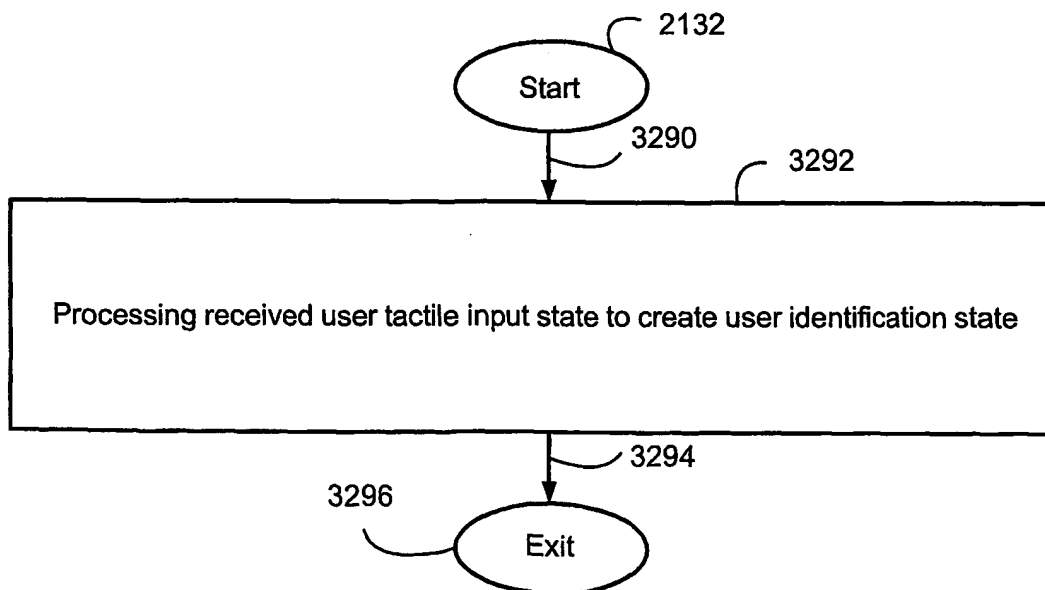 2132
Start
3290
3292
Processing received user tactile input state to create user identification state
3294
3296
Exit